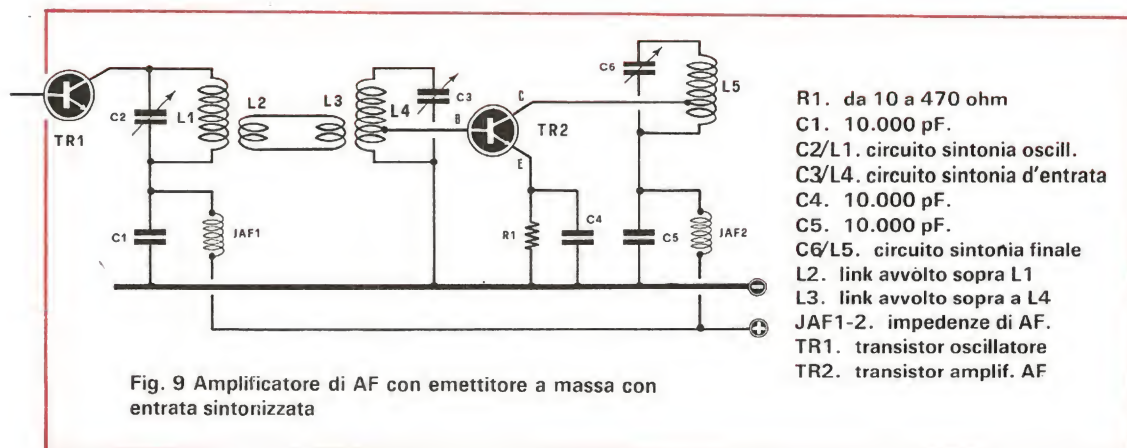 TR1
C2
L1
L2
L3
L4
C3
B
C
E
TR2
C6
L5
C1
JAF1
R1
C4
C5
JAF2
R1. da 10 a 470 ohm
C1. 10.000 pF.
C2/L1. circuito sintonia oscill.
C3/L4. circuito sintonia d'entrata
C4. 10.000 pF.
C5. 10.000 pF.
C6/L5. circuito sintonia finale
L2. link avvolto sopra L1
L3. link avvolto sopra a L4
JAF1-2. impedenze di AF.
TR1. transistor oscillatore
TR2. transistor amplif. AF
Fig. 9 Amplificatore di AF con emettitore a massa con
entrata sintonizzata